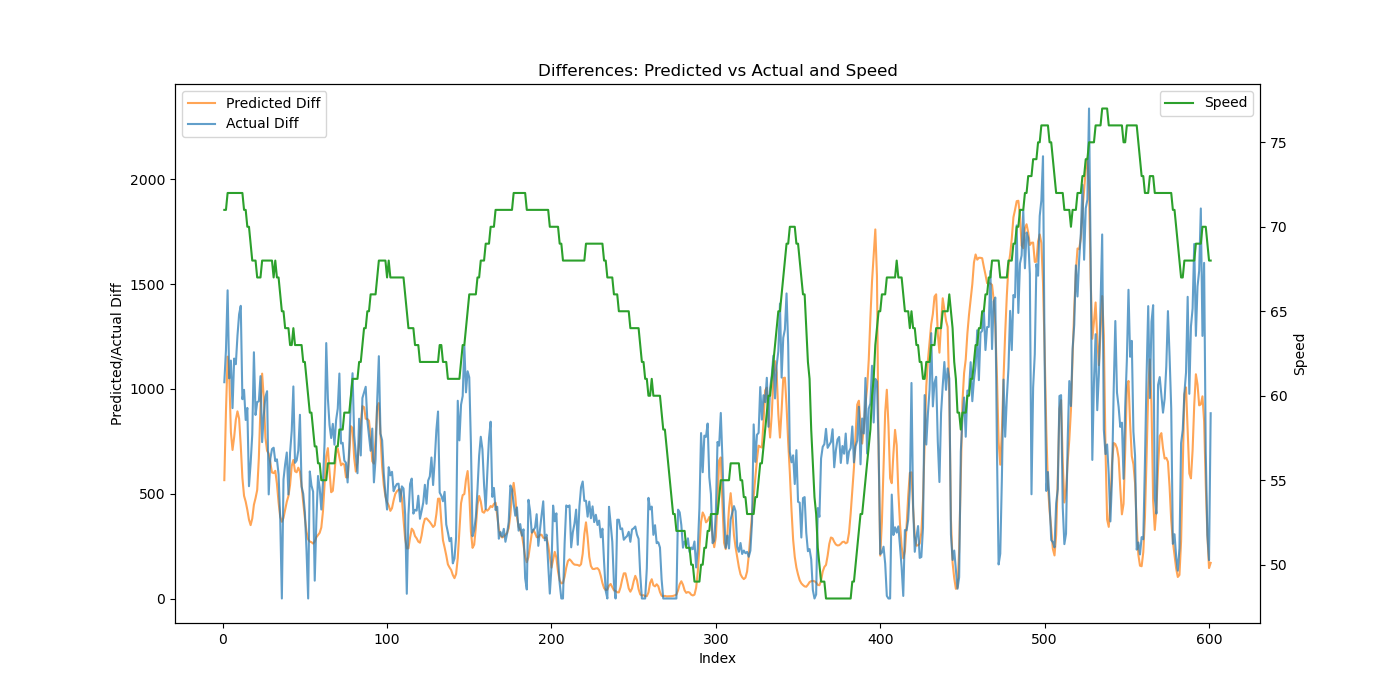 Differences: Predicted vs Actual and Speed
Predicted Diff
Actual Diff
Speed
Predicted/Actual Diff
2000
1500
1000
500
0
75
70
65
60
55
50
Speed
0 100 200 300 400 500 600
Index